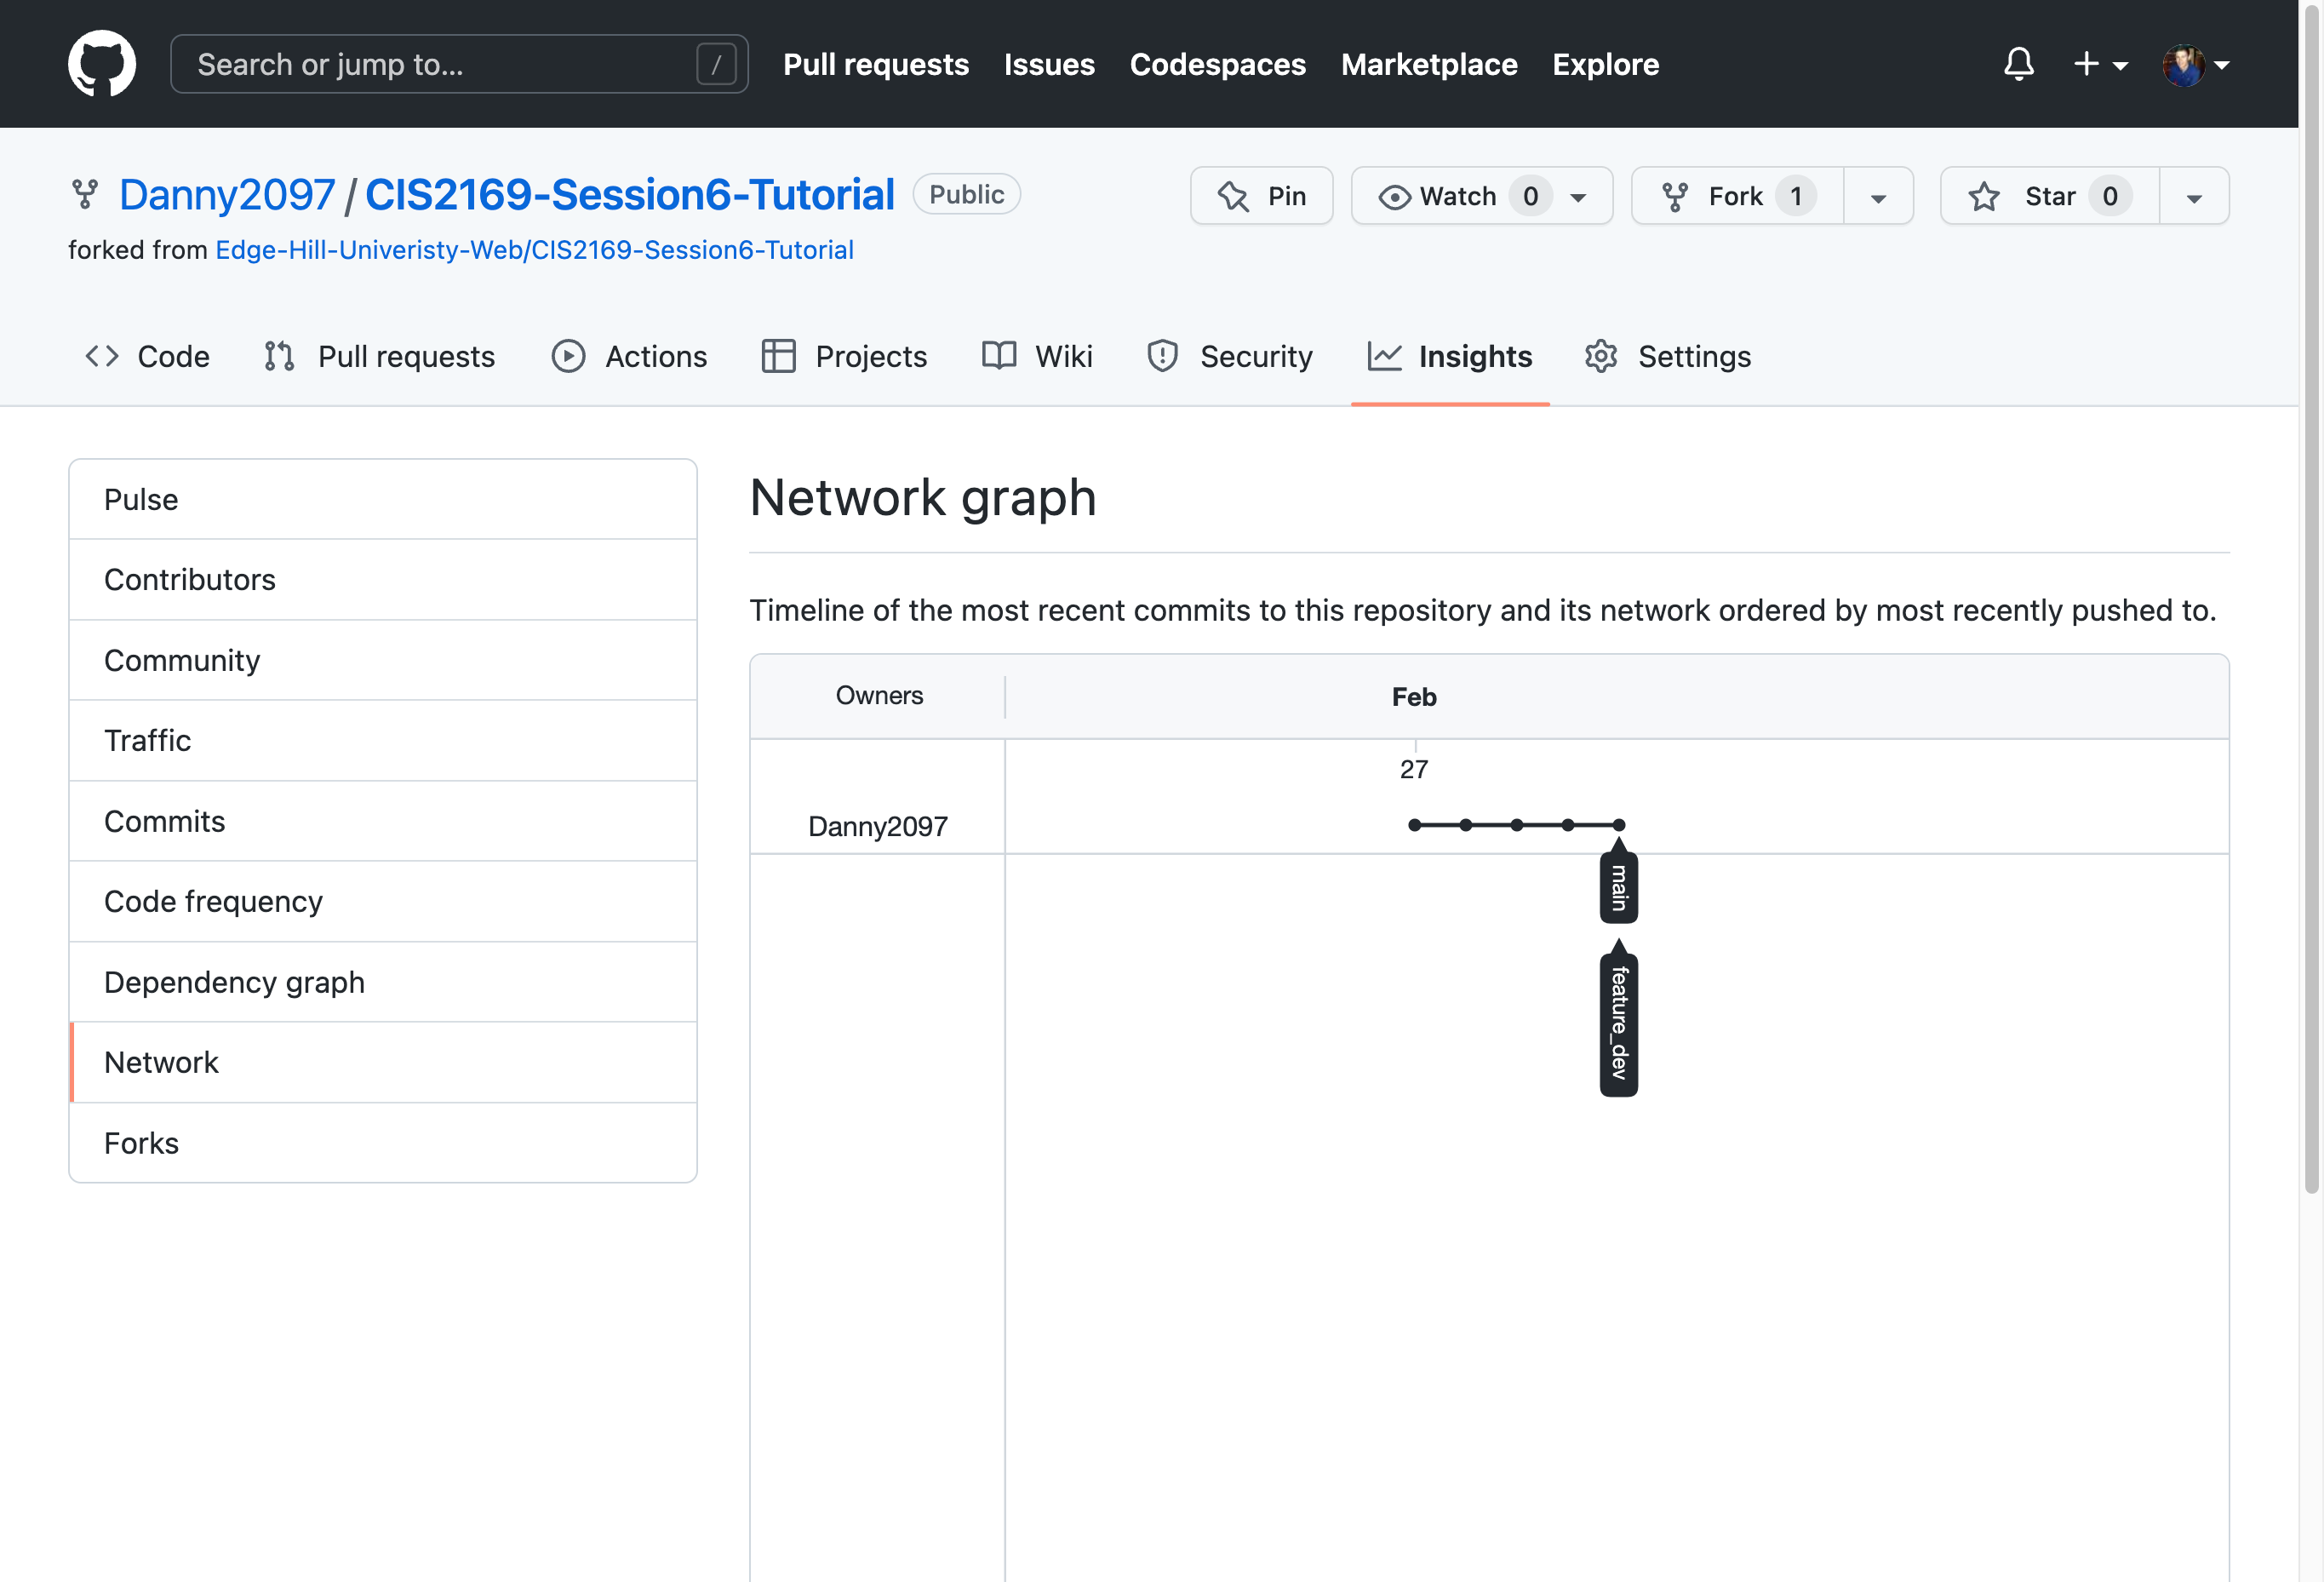 Search or jump to... /
Pull requests Issues Codespaces Marketplace Explore
Danny2097 / CIS2169-Session6-Tutorial Public
Pin Watch 0 Fork 1 Star 0
forked from Edge-Hill-Univeristy-Web/CIS2169-Session6-Tutorial
Code Pull requests Actions Projects Wiki Security Insights Settings
Pulse
Contributors
Community
Traffic
Commits
Code frequency
Dependency graph
Network
Forks
Network graph
Timeline of the most recent commits to this repository and its network ordered by most recently pushed to.
Owners Feb
27
Danny2097
main
feature_dev